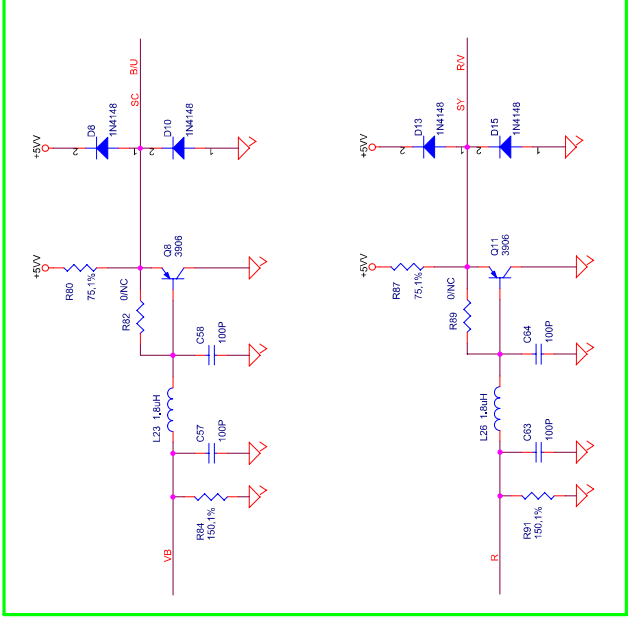 B/U
SC
D8
1N4148
D10
1N4148
+5VV
2
1
2
1
+5VV
R80
75,1%
Q8
3906
0/NC
R82
C58
100P
L23 1.8uH
C57
100P
R84
150,1%
VB
R/V
SY
D13
1N4148
D15
1N4148
+5VV
2
1
2
1
+5VV
R87
75,1%
Q11
3906
0/NC
R89
C64
100P
L26 1.8uH
C63
100P
R91
150,1%
R